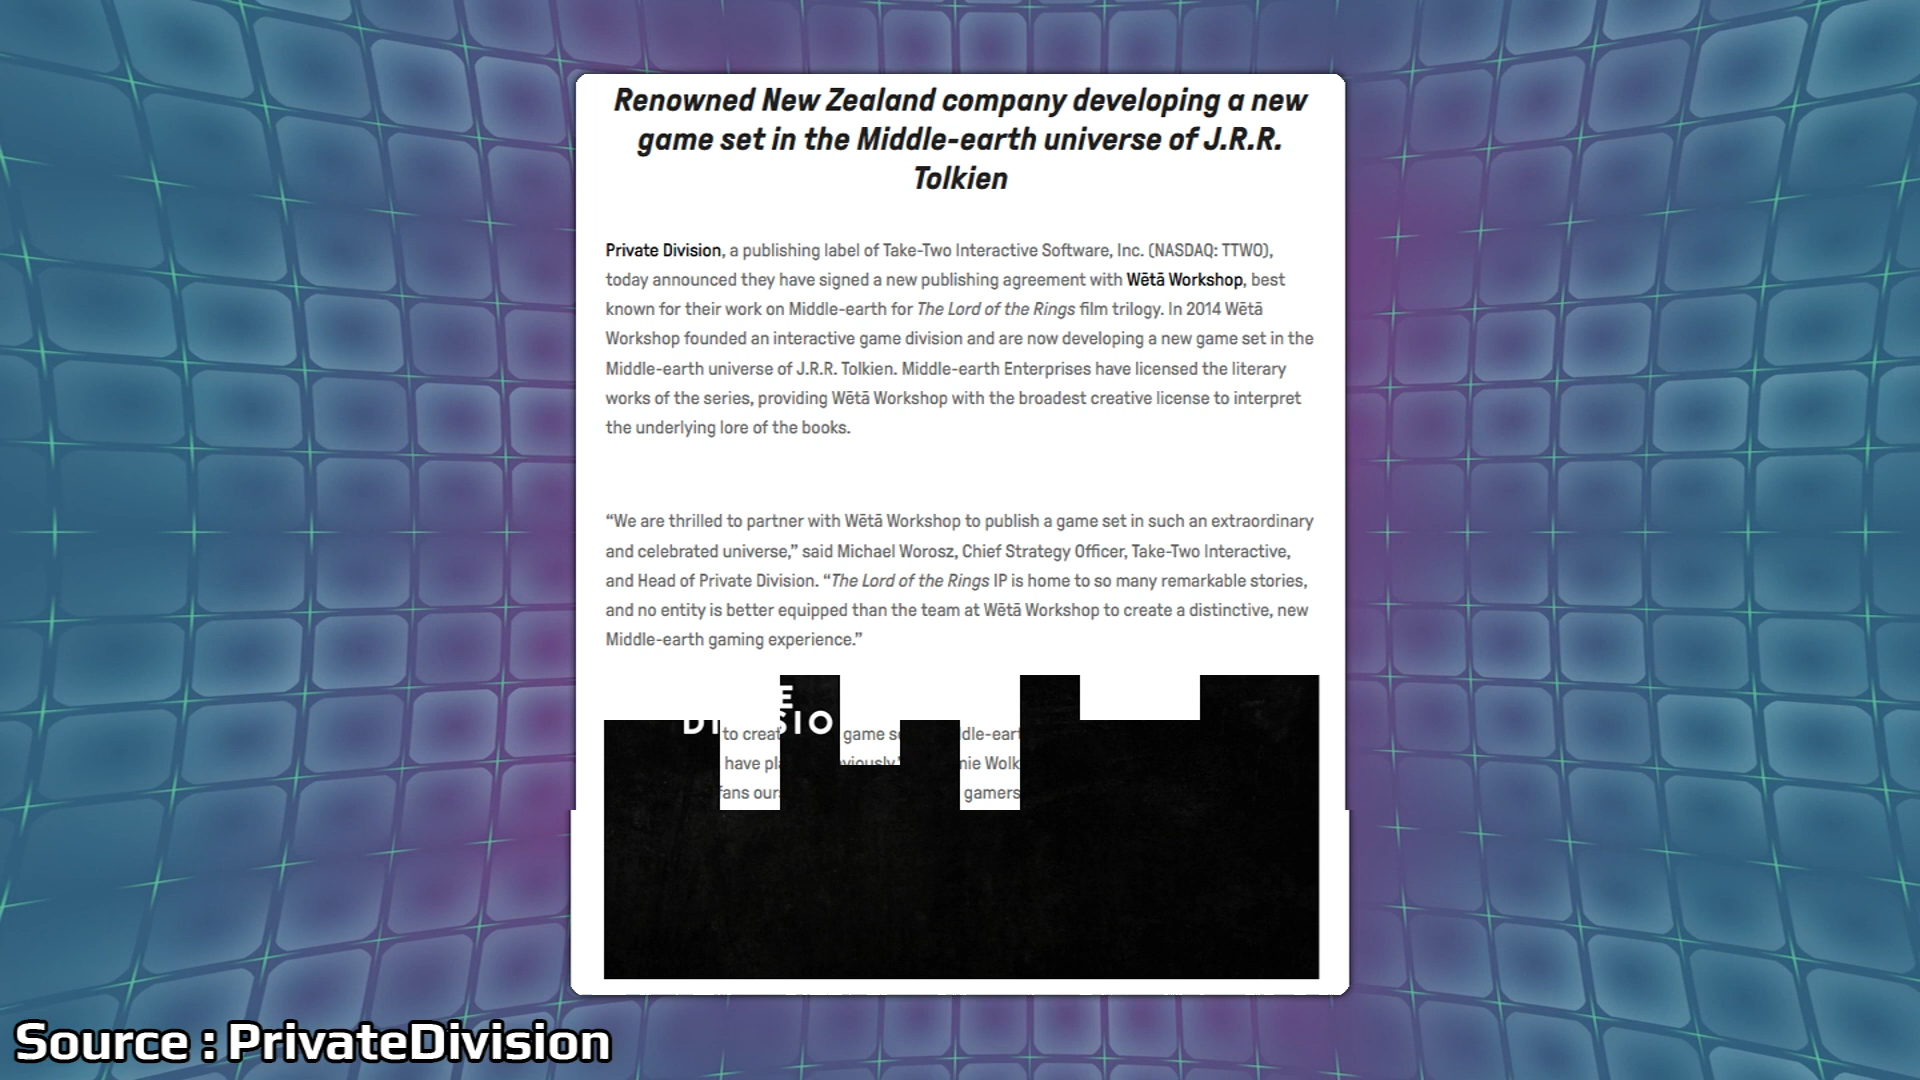 Renowned New Zealand company developing a new
game set in the Middle-earth universe of J.R.R.
Tolkien
Private Division, a publishing label of Take-Two Interactive Software, Inc. (NASDAQ: TTWO),
today announced they have signed a new publishing agreement with Wētā Workshop, best
known for their work on Middle-earth for The Lord of the Rings film trilogy. In 2014 Wētā
Workshop founded an interactive game division and are now developing a new game set in the
Middle-earth universe of J.R.R. Tolkien. Middle-earth Enterprises have licensed the literary
works of the series, providing Wētā Workshop with the broadest creative license to interpret
the underlying lore of the books.
“We are thrilled to partner with Wētā Workshop to publish a game set in such an extraordinary
and celebrated universe,” said Michael Worosz, Chief Strategy Officer, Take-Two Interactive,
and Head of Private Division. “The Lord of the Rings IP is home to so many remarkable stories,
and no entity is better equipped than the team at Wētā Workshop to create a distinctive, new
Middle-earth gaming experience.”
to game
have
fans gamers
Source : PrivateDivision